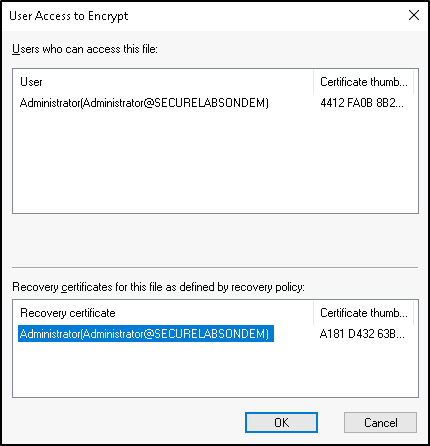 User Access to Encrypt
Users who can access this file:
User Certificate thumb...
Administrator(Administrator@SECURELABSONDEM) 4412 FA0B 8B2...
Recovery certificates for this file as defined by recovery policy:
Recovery certificate Certificate thumb...
Administrator(Administrator@SECURELABSONDEM) A181 D432 63B...
OK Cancel